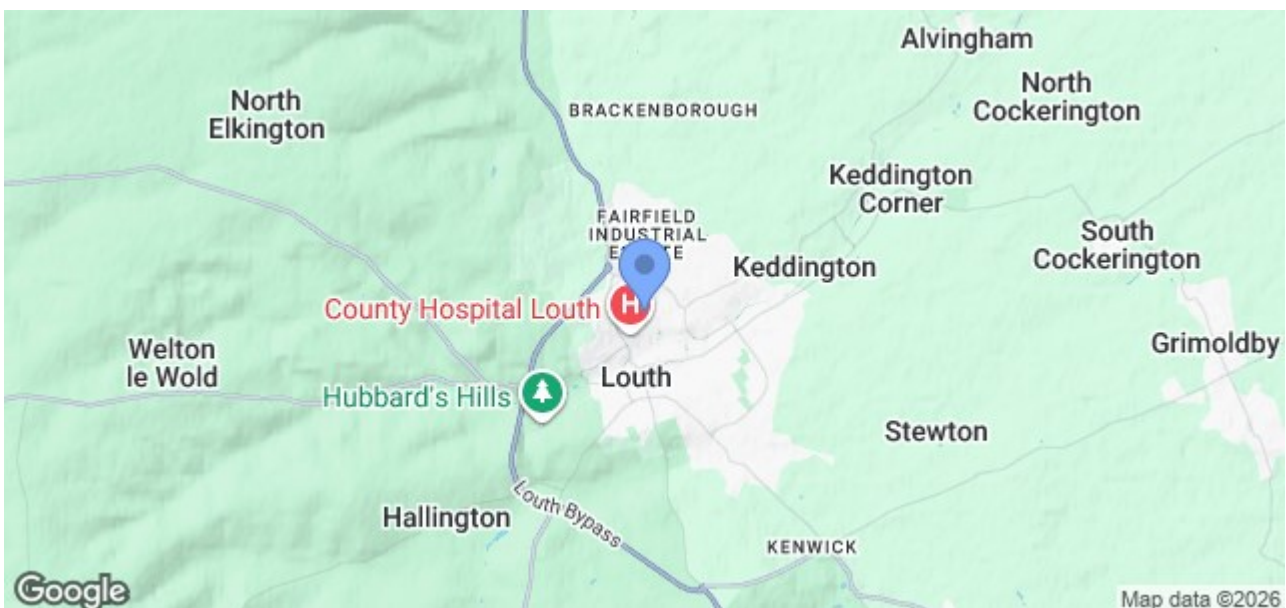 Alvingham
North
Elkington
North
Cockerington
BRACKENBOROUGH
Keddington
Corner
FAIRFIELD
INDUSTRIAL
South
Cockerington
Keddington
County Hospital Louth
H
Welton
le Wold
Grimoldby
Louth
Hubbard's Hills
Stewton
Hallington
Louth Bypass
KENWICK
Google
Map data ©2026